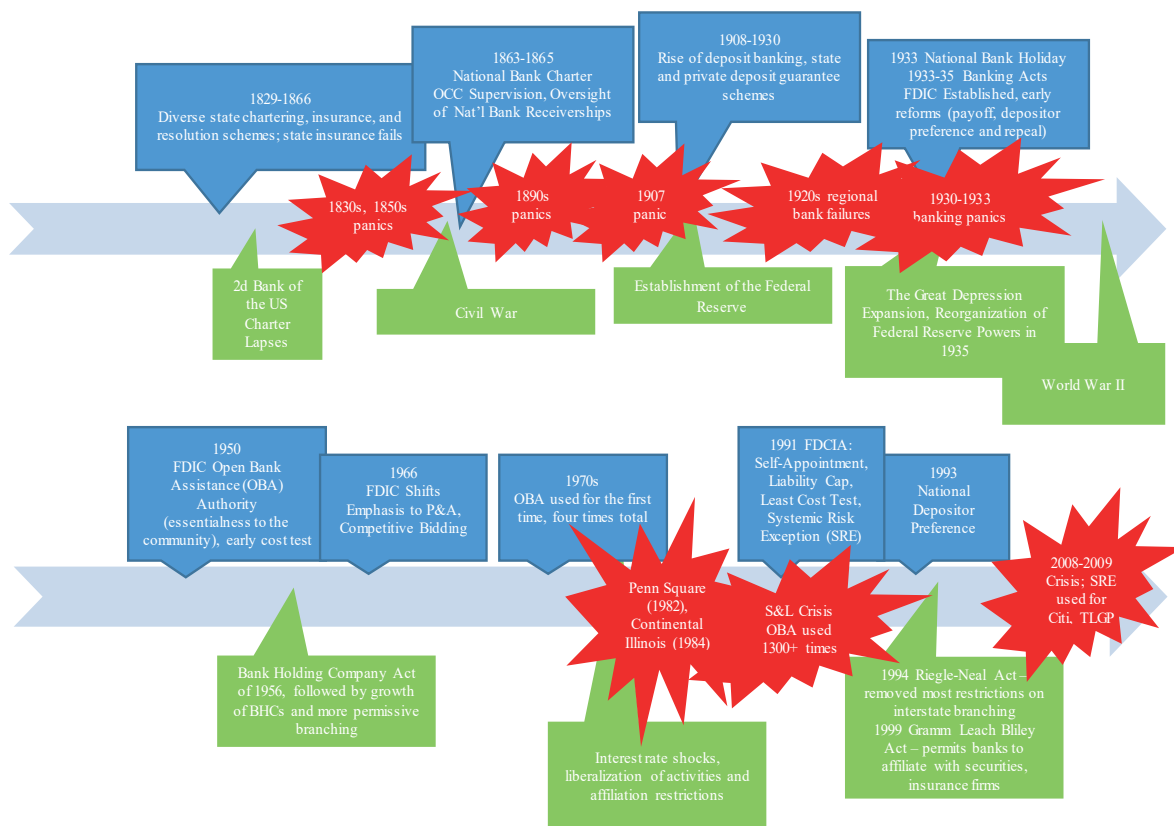 1829-1866
Diverse state chartering, insurance, and
resolution schemes; state insurance fails
1863-1865
National Bank Charter
OCC Supervision, Oversight
of Nat'l Bank Receiverships
1908-1930
Rise of deposit banking, state
and private deposit guarantee
schemes
1933 National Bank Holiday
1933-35 Banking Acts
FDIC Established, early
reforms (payoff, depositor
preference and repeal)
1830s, 1850s
panics
1890s
panics
1907
panic
1920s regional
bank failures
1930-1933
banking panics
2d Bank of
the US
Charter
Lapses
Civil War
Establishment of the Federal
Reserve
The Great Depression
Expansion, Reorganization of
Federal Reserve Powers in
1935
World War II
1950
FDIC Open Bank
Assistance (OBA)
Authority
(essentialness to the
community), early cost test
1966
FDIC Shifts
Emphasis to P&A,
Competitive Bidding
1970s
OBA used for the first
time, four times total
1991 FDCIA:
Self-Appointment,
Liability Cap,
Least Cost Test,
Systemic Risk
Exception (SRE)
1993
National
Depositor
Preference
Penn Square
(1982),
Continental
Illinois (1984)
S&L Crisis
OBA used
1300+ times
2008-2009
Crisis; SRE
used for
Citi, TLGP
Bank Holding Company Act
of 1956, followed by growth
of BHCs and more permissive
branching
Interest rate shocks,
liberalization of activities and
affiliation restrictions
1994 Riegle-Neal Act –
removed most restrictions on
interstate branching
1999 Gramm Leach Bliley
Act – permits banks to
affiliate with securities,
insurance firms